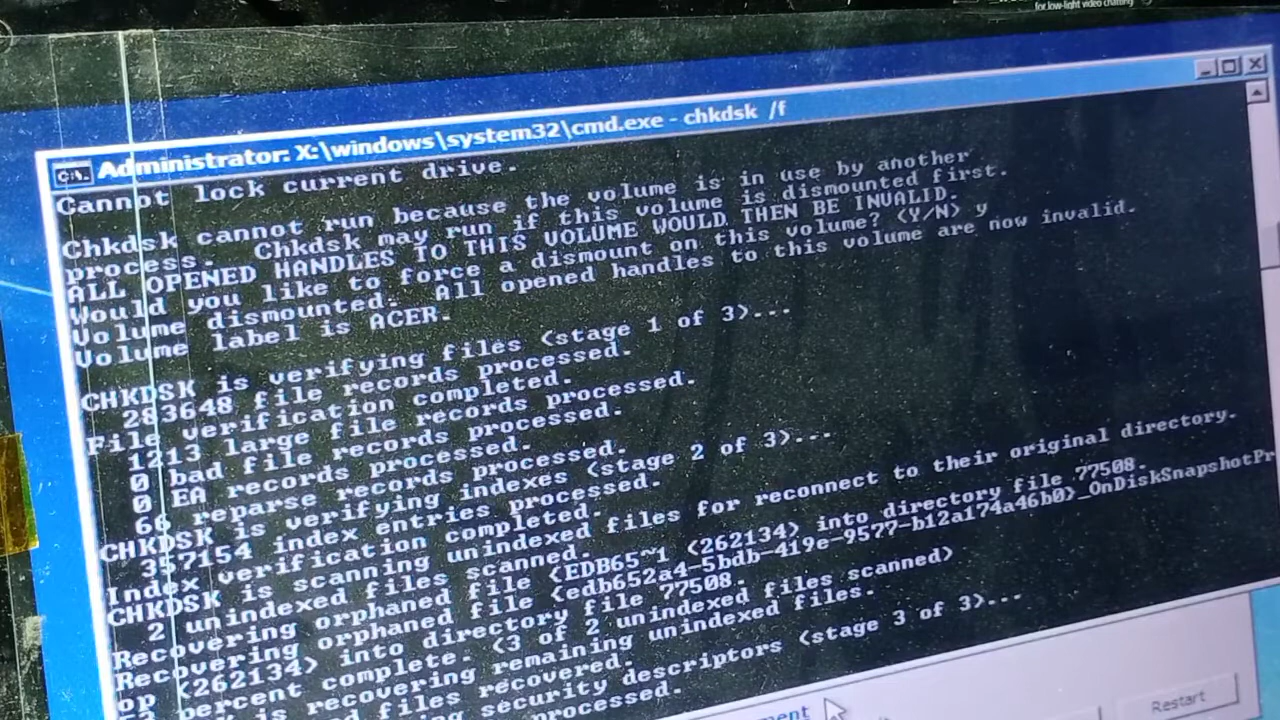 for low-light video chatting
Administrator: X:\windows\system32\cmd.exe - chkdsk /f
Cannot lock current drive.
Chkdsk cannot run because the volume is in use by another
process. Chkdsk may run if this volume is dismounted first.
ALL OPENED HANDLES TO THIS VOLUME WOULD THEN BE INVALID.
Would you like to force a dismount on this volume? (Y/N) y
Volume dismounted. All opened handles to this volume are now invalid.
Volume label is ACER.
CHKDSK is verifying files (stage 1 of 3)...
283648 file records processed.
File verification completed.
1213 large file records processed.
0 bad file records processed.
0 EA records processed.
66 reparse records processed.
CHKDSK is verifying indexes (stage 2 of 3)...
357154 index entries processed.
Index verification completed.
CHKDSK is scanning unindexed files for reconnect to their original directory.
2 unindexed files scanned.
Recovering orphaned file (EDB65~1 (262134) into directory file 77508.
Recovering orphaned file (edb652a4-5bdb-419e-9577-b12a174a46b0)_OnDiskSnapshotPr
op (262134) into directory file 77508.
percent complete. (3 of 2 unindexed files scanned)
is recovering remaining unindexed files.
files recovered.
security descriptors (stage 3 of 3)...
processed.
Restart